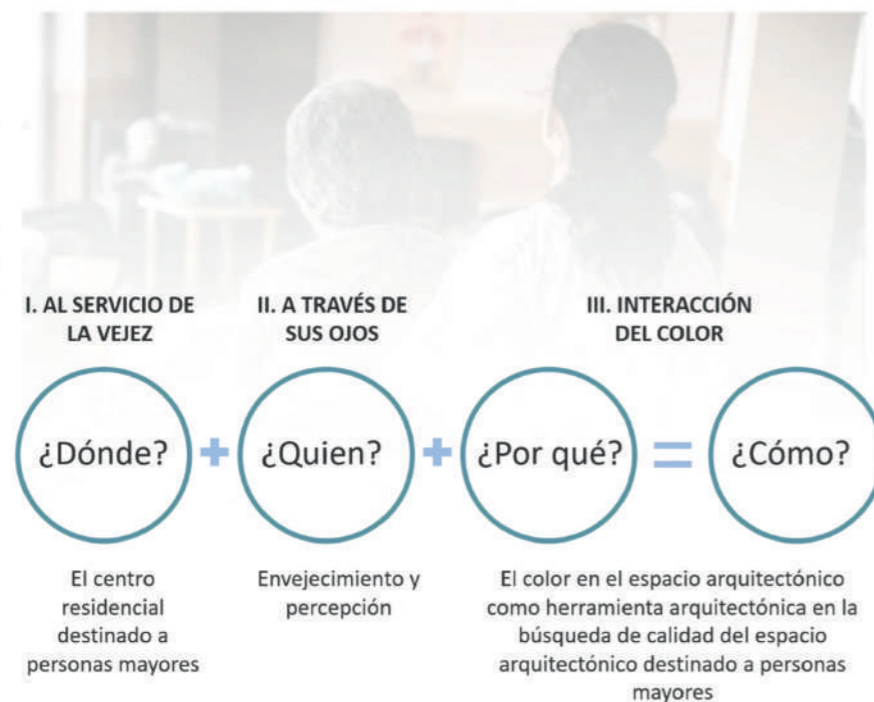 I. AL SERVICIO DE
LA VEJEZ
II. A TRAVÉS DE
SUS OJOS
III. INTERACCIÓN
DEL COLOR
¿Dónde? + ¿Quien? + ¿Por qué? = ¿Cómo?
El centro
residencial
destinado a
personas mayores
Envejecimiento y
percepción
El color en el espacio arquitectónico
como herramienta arquitectónica en la
búsqueda de calidad del espacio
arquitectónico destinado a personas
mayores